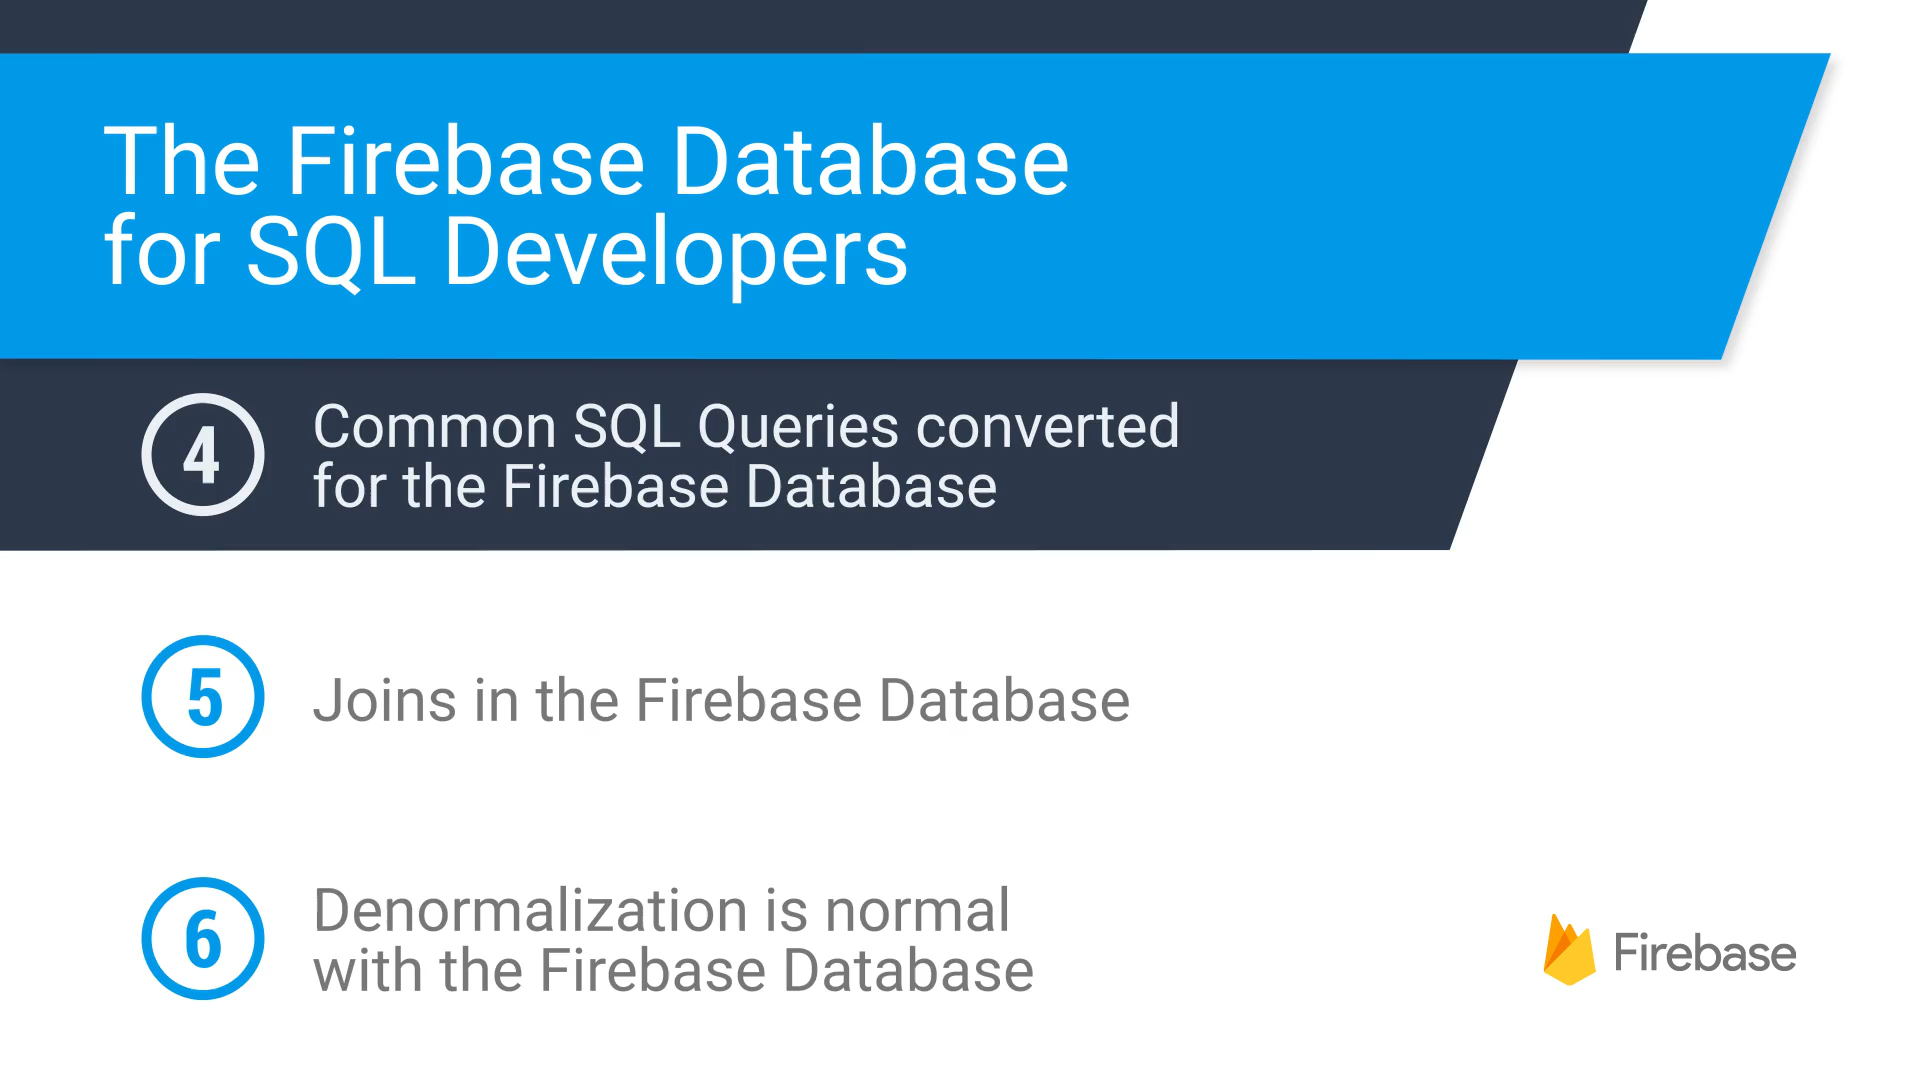 The Firebase Database
for SQL Developers
4
Common SQL Queries converted
for the Firebase Database
5
Joins in the Firebase Database
6
Denormalization is normal
with the Firebase Database
Firebase